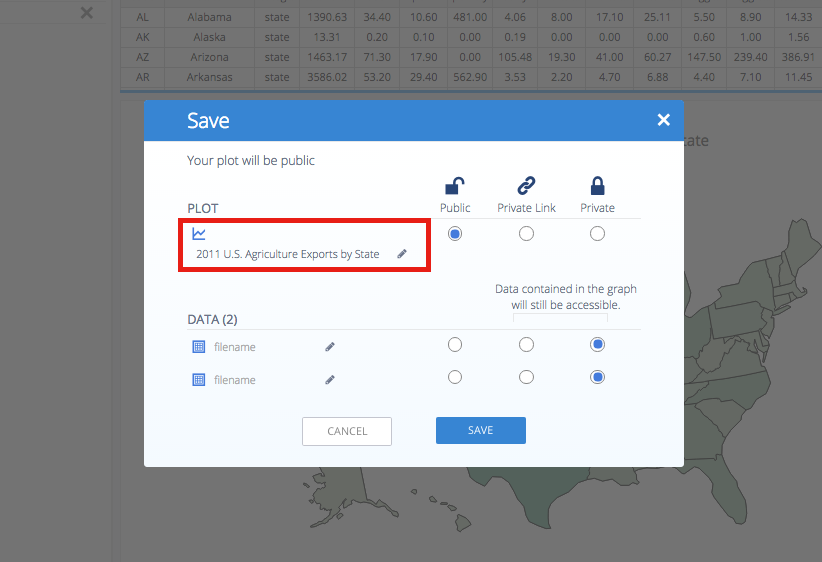 AL Alabama state 1390.63 34.40 10.60 481.00 4.06 8.00 17.10 25.11 5.50 8.90 14.33
AK Alaska state 13.31 0.20 0.10 0.00 0.19 0.00 0.00 0.00 0.60 1.00 1.56
AZ Arizona state 1463.17 71.30 17.90 0.00 105.48 19.30 41.00 60.27 147.50 239.40 386.91
AR Arkansas state 3586.02 53.20 29.40 562.90 3.53 2.20 4.70 6.88 4.40 7.10 11.45
Save
Your plot will be public
PLOT Public Private Link Private
2011 U.S. Agriculture Exports by State
Data contained in the graph
will still be accessible.
DATA (2)
filename
filename
CANCEL SAVE